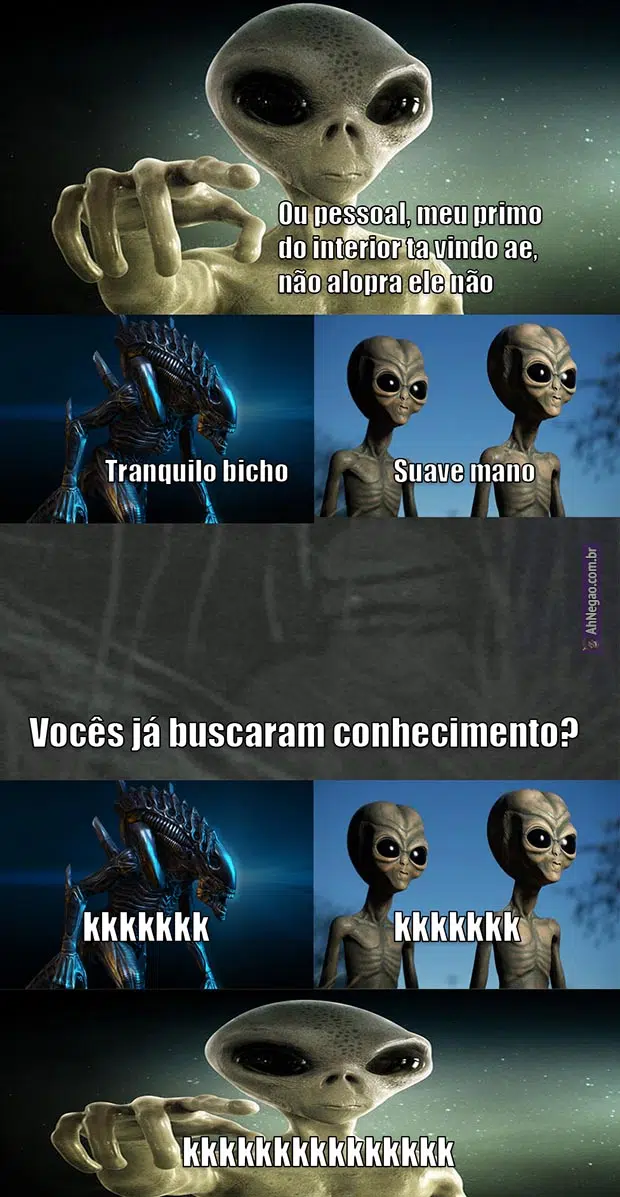 Ou pessoal, meu primo
do interior ta vindo ae,
não alopra ele não
Tranquilo bicho
Suave mano
AhNegao.com.br
Vocês já buscaram conhecimento?
kkkkkkk
kkkkkkk
kkkkkkkkkkkkkkk